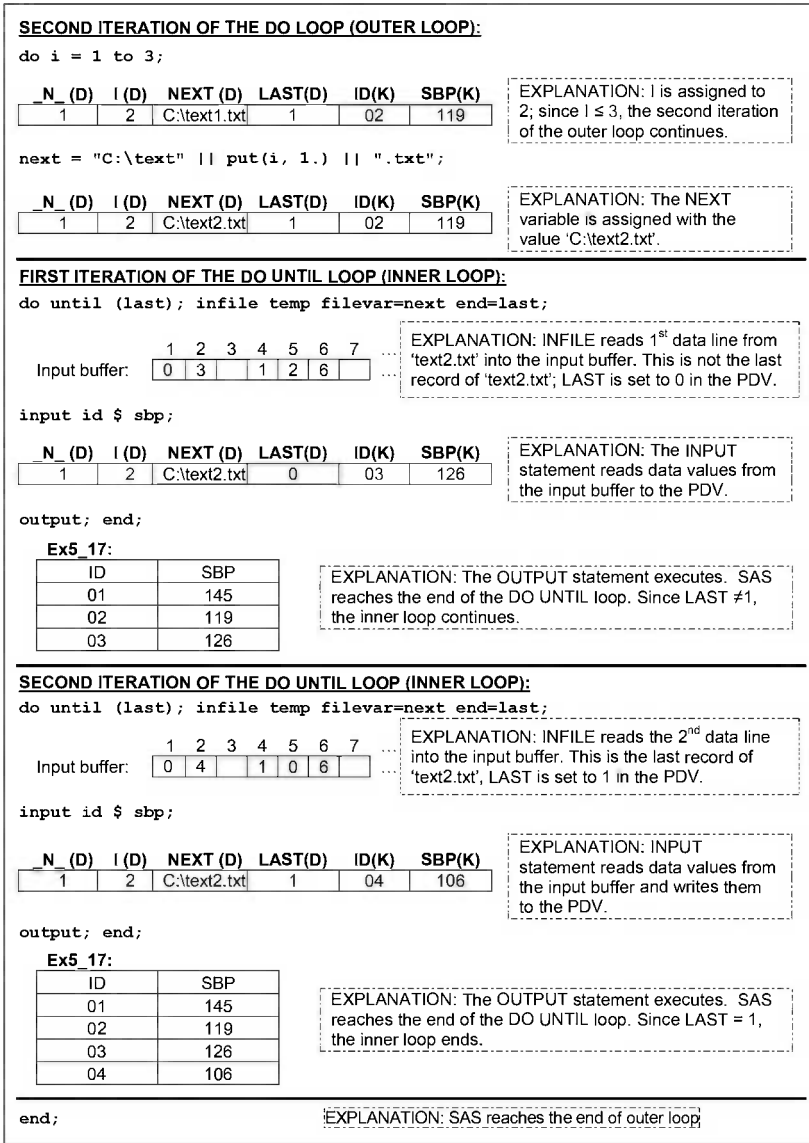 SECOND ITERATION OF THE DO LOOP (OUTER LOOP):
do i = 1 to 3;
_N_ (D) I (D) NEXT (D) LAST(D) ID(K) SBP(K)
1 2 C:\text1.txt 1 02 119
EXPLANATION: I is assigned to
2; since I ≤ 3, the second iteration
of the outer loop continues.
next = "C:\text" || put(i, 1.) || ".txt";
_N_ (D) I (D) NEXT (D) LAST(D) ID(K) SBP(K)
1 2 C:\text2.txt 1 02 119
EXPLANATION: The NEXT
variable is assigned with the
value ‘C:\text2.txt’.
FIRST ITERATION OF THE DO UNTIL LOOP (INNER LOOP):
do until (last); infile temp filevar=next end=last;
1 2 3 4 5 6 7 ...
Input buffer: 0 3 1 2 6 ...
EXPLANATION: INFILE reads 1st data line from
‘text2.txt’ into the input buffer. This is not the last
record of ‘text2.txt’; LAST is set to 0 in the PDV.
input id $ sbp;
_N_ (D) I (D) NEXT (D) LAST(D) ID(K) SBP(K)
1 2 C:\text2.txt 0 03 126
EXPLANATION: The INPUT
statement reads data values from
the input buffer to the PDV.
output; end;
Ex5_17:
ID SBP
01 145
02 119
03 126
EXPLANATION: The OUTPUT statement executes. SAS
reaches the end of the DO UNTIL loop. Since LAST ≠1,
the inner loop continues.
SECOND ITERATION OF THE DO UNTIL LOOP (INNER LOOP):
do until (last); infile temp filevar=next end=last;
1 2 3 4 5 6 7 ...
Input buffer: 0 4 1 0 6 ...
EXPLANATION: INFILE reads the 2nd data line
into the input buffer. This is the last record of
‘text2.txt’, LAST is set to 1 in the PDV.
input id $ sbp;
_N_ (D) I (D) NEXT (D) LAST(D) ID(K) SBP(K)
1 2 C:\text2.txt 1 04 106
EXPLANATION: INPUT
statement reads data values from
the input buffer and writes them
to the PDV.
output; end;
Ex5_17:
ID SBP
01 145
02 119
03 126
04 106
EXPLANATION: The OUTPUT statement executes. SAS
reaches the end of the DO UNTIL loop. Since LAST = 1,
the inner loop ends.
end;
EXPLANATION: SAS reaches the end of outer loop